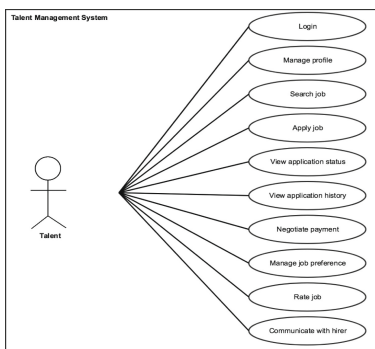 Talent Management System
Login
Manage profile
Search job
Apply job
View application status
View application history
Negotiate payment
Manage job preference
Rate job
Communicate with hirer
Talent